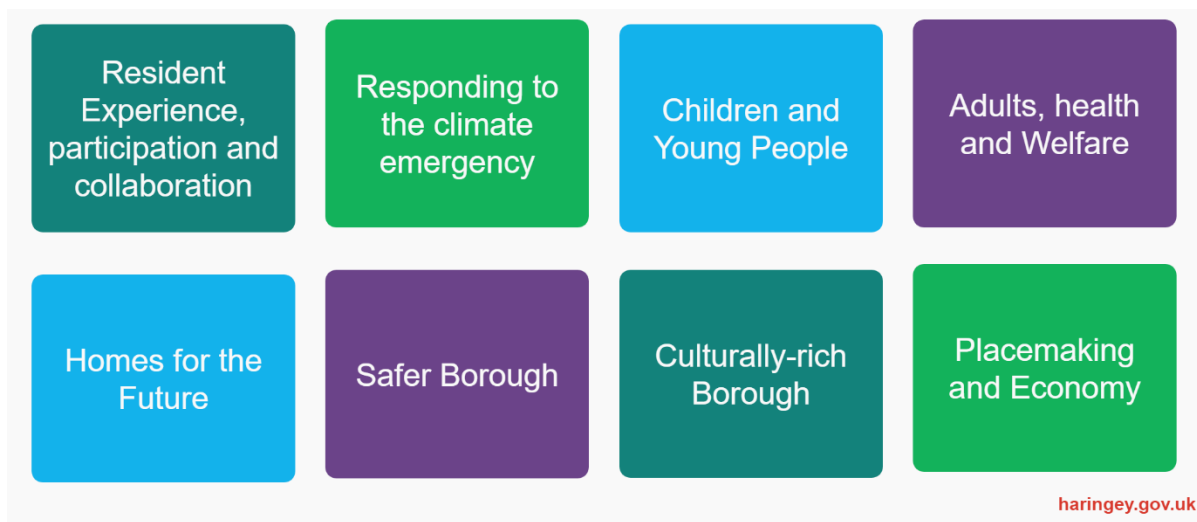 Resident
Experience,
participation and
collaboration
Responding to
the climate
emergency
Children and
Young People
Adults, health
and Welfare
Homes for the
Future
Safer Borough
Culturally-rich
Borough
Placemaking
and Economy
haringey.gov.uk